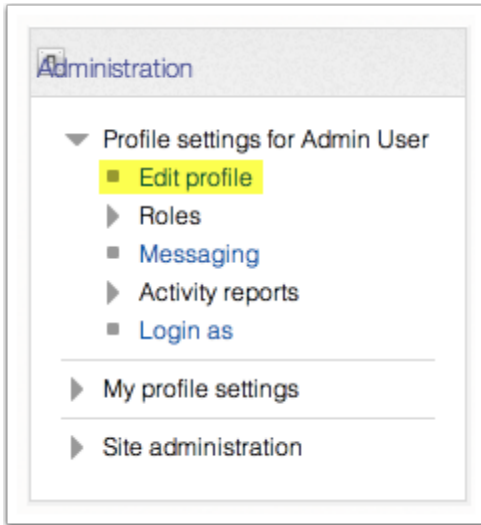 Administration
Profile settings for Admin User
Edit profile
Roles
Messaging
Activity reports
Login as
My profile settings
Site administration